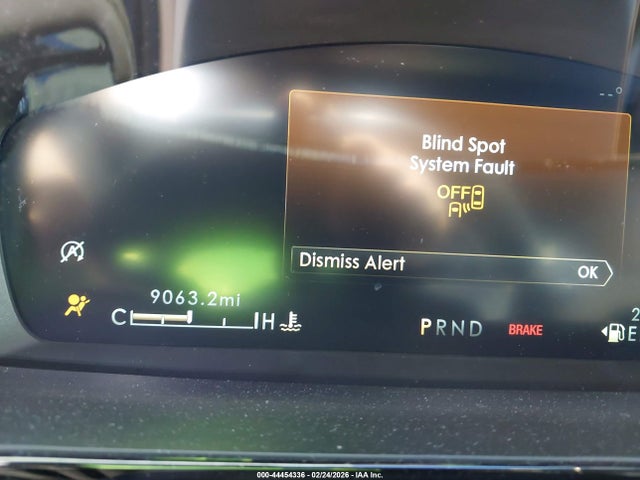 --°
Blind Spot
System Fault
OFF
Dismiss Alert OK
9063.2mi
C H
PRND BRAKE
2
E
000-44454336 - 02/24/2026 - IAA Inc.